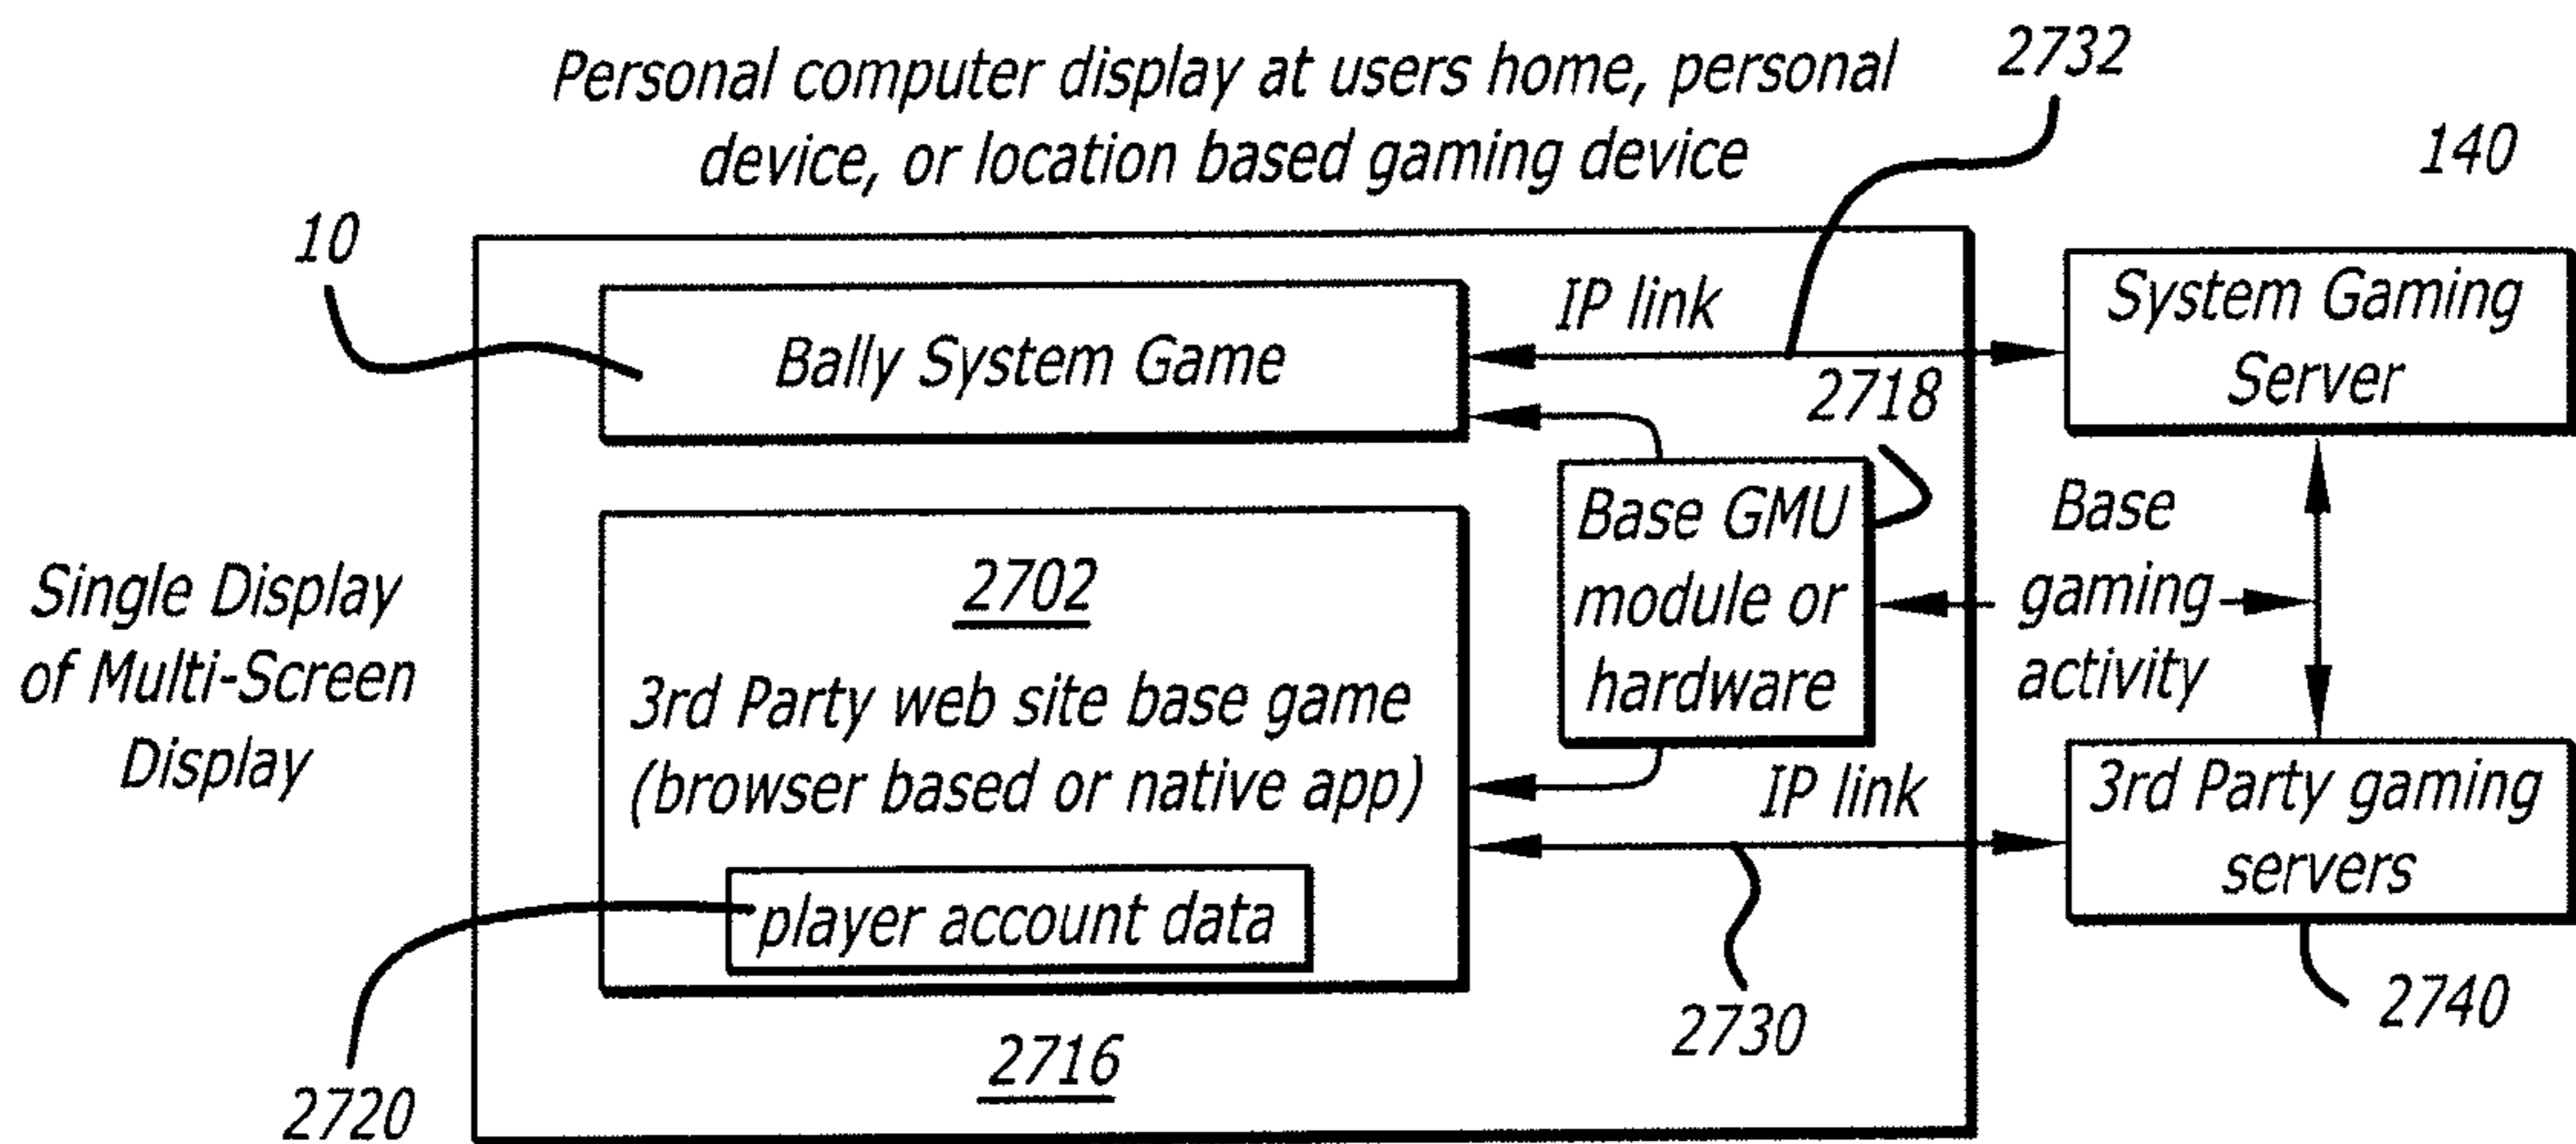 Personal computer display at users home, personal
device, or location based gaming device
2732
140
10
Bally System Game
IP link
System Gaming
Server
2718
Base GMU
module or
hardware
Base
gaming
activity
Single Display
of Multi-Screen
Display
2702
3rd Party web site base game
(browser based or native app)
player account data
IP link
3rd Party gaming
servers
2720
2716
2730
2740